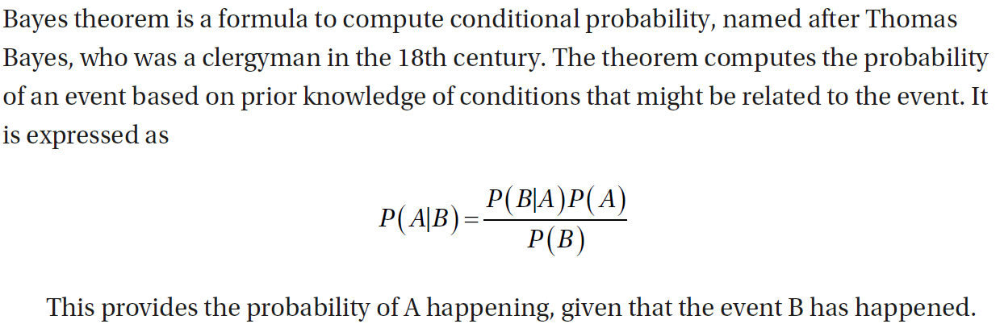 Bayes theorem is a formula to compute conditional probability, named after Thomas
Bayes, who was a clergyman in the 18th century. The theorem computes the probability
of an event based on prior knowledge of conditions that might be related to the event. It
is expressed as
P(A|B)=P(B|A)P(A)/P(B)
This provides the probability of A happening, given that the event B has happened.